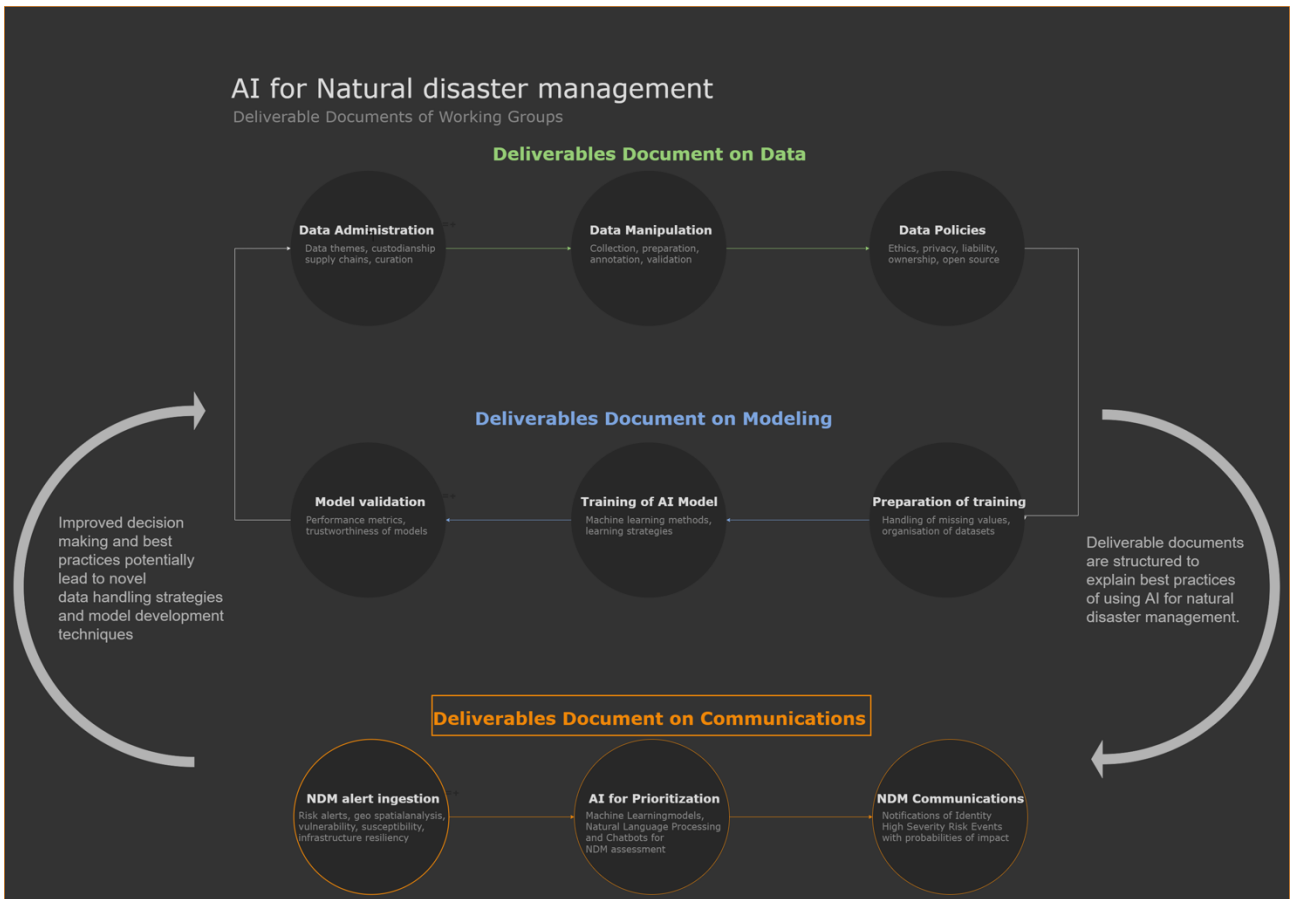 AI for Natural disaster management
Deliverable Documents of Working Groups
Deliverables Document on Data
Data Administration
Data themes, custodianship
supply chains, curation
Data Manipulation
Collection, preparation,
annotation, validation
Data Policies
Ethics, privacy, liability,
ownership, open source
Deliverables Document on Modeling
Model validation
Performance metrics,
trustworthiness of models
Training of AI Model
Machine learning methods,
learning strategies
Preparation of training
Handling of missing values,
organisation of datasets
Improved decision
making and best
practices potentially
lead to novel
data handling strategies
and model development
techniques
Deliverable documents
are structured to
explain best practices
of using AI for natural
disaster management.
Deliverables Document on Communications
NDM alert ingestion
Risk alerts, geo spatialanalysis,
vulnerability, susceptibility,
infrastructure resiliency
AI for Prioritization
Machine Learningmodels,
Natural Language Processing
and Chatbots for
NDM assessment
NDM Communications
Notifications of Identity
High Severity Risk Events
with probabilities of impact